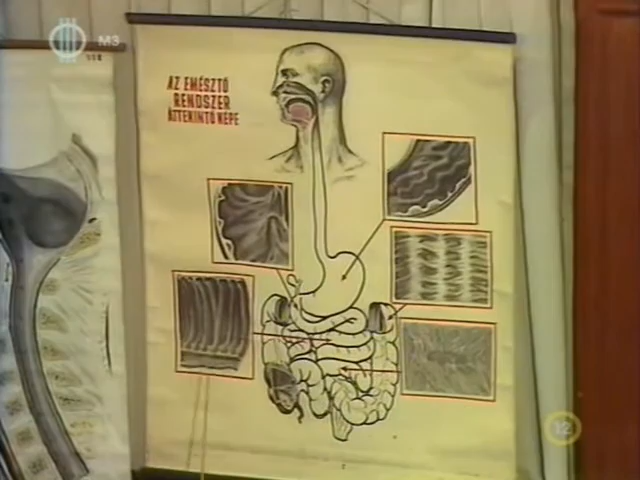 M3
AZ EMÉSZTŐ
RENDSZER
ÁTTEKINTŐ KÉPE
12